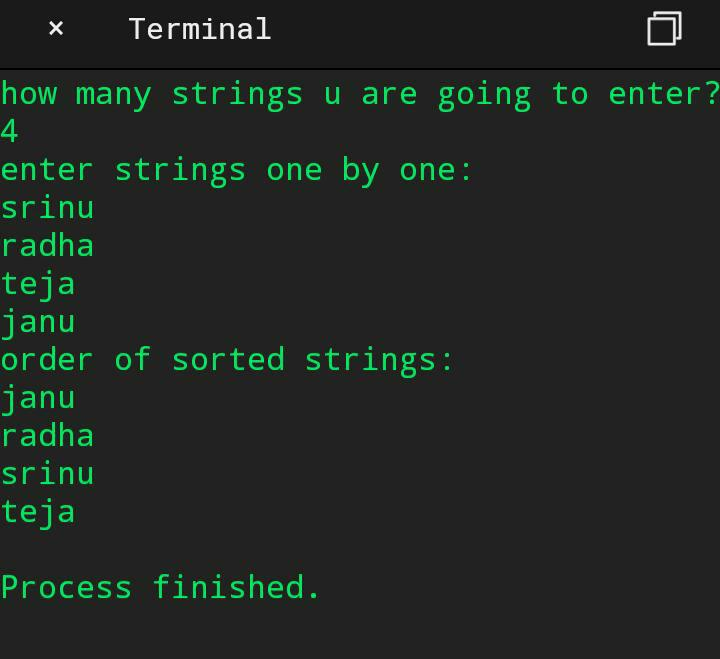 × Terminal
how many strings u are going to enter?
4
enter strings one by one:
srinu
radha
teja
janu
order of sorted strings:
janu
radha
srinu
teja
Process finished.